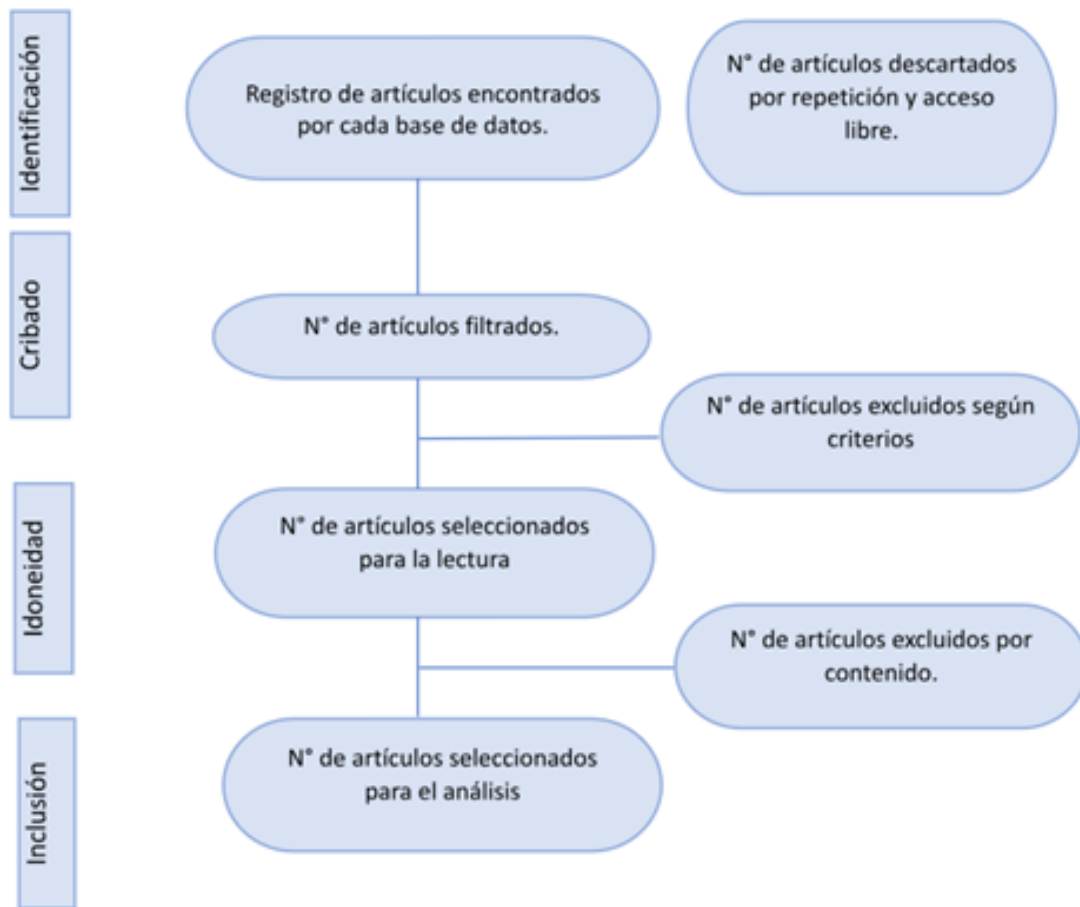 Identificación
Registro de artículos encontrados
por cada base de datos.
N° de artículos descartados
por repetición y acceso
libre.
Cribado
N° de artículos filtrados.
N° de artículos excluidos según
criterios
Idoneidad
N° de artículos seleccionados
para la lectura
N° de artículos excluidos por
contenido.
Inclusión
N° de artículos seleccionados
para el análisis